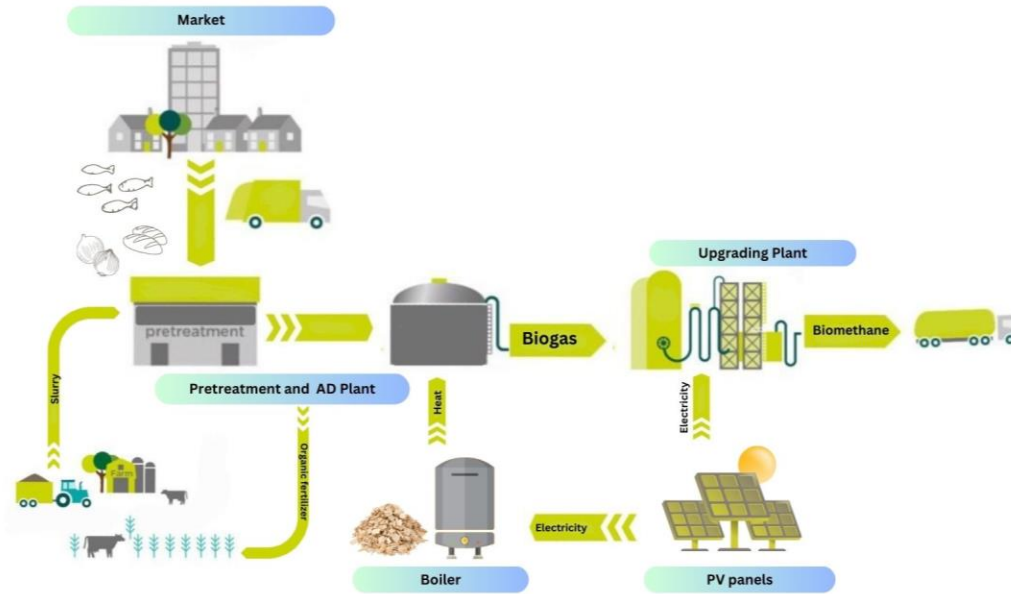 Market
Upgrading Plant
pretreatment
Biogas
Biomethane
Pretreatment and AD Plant
Slurry
Heat
Electricity
Organic fertilizer
Farm
Electricity
Boiler
PV panels